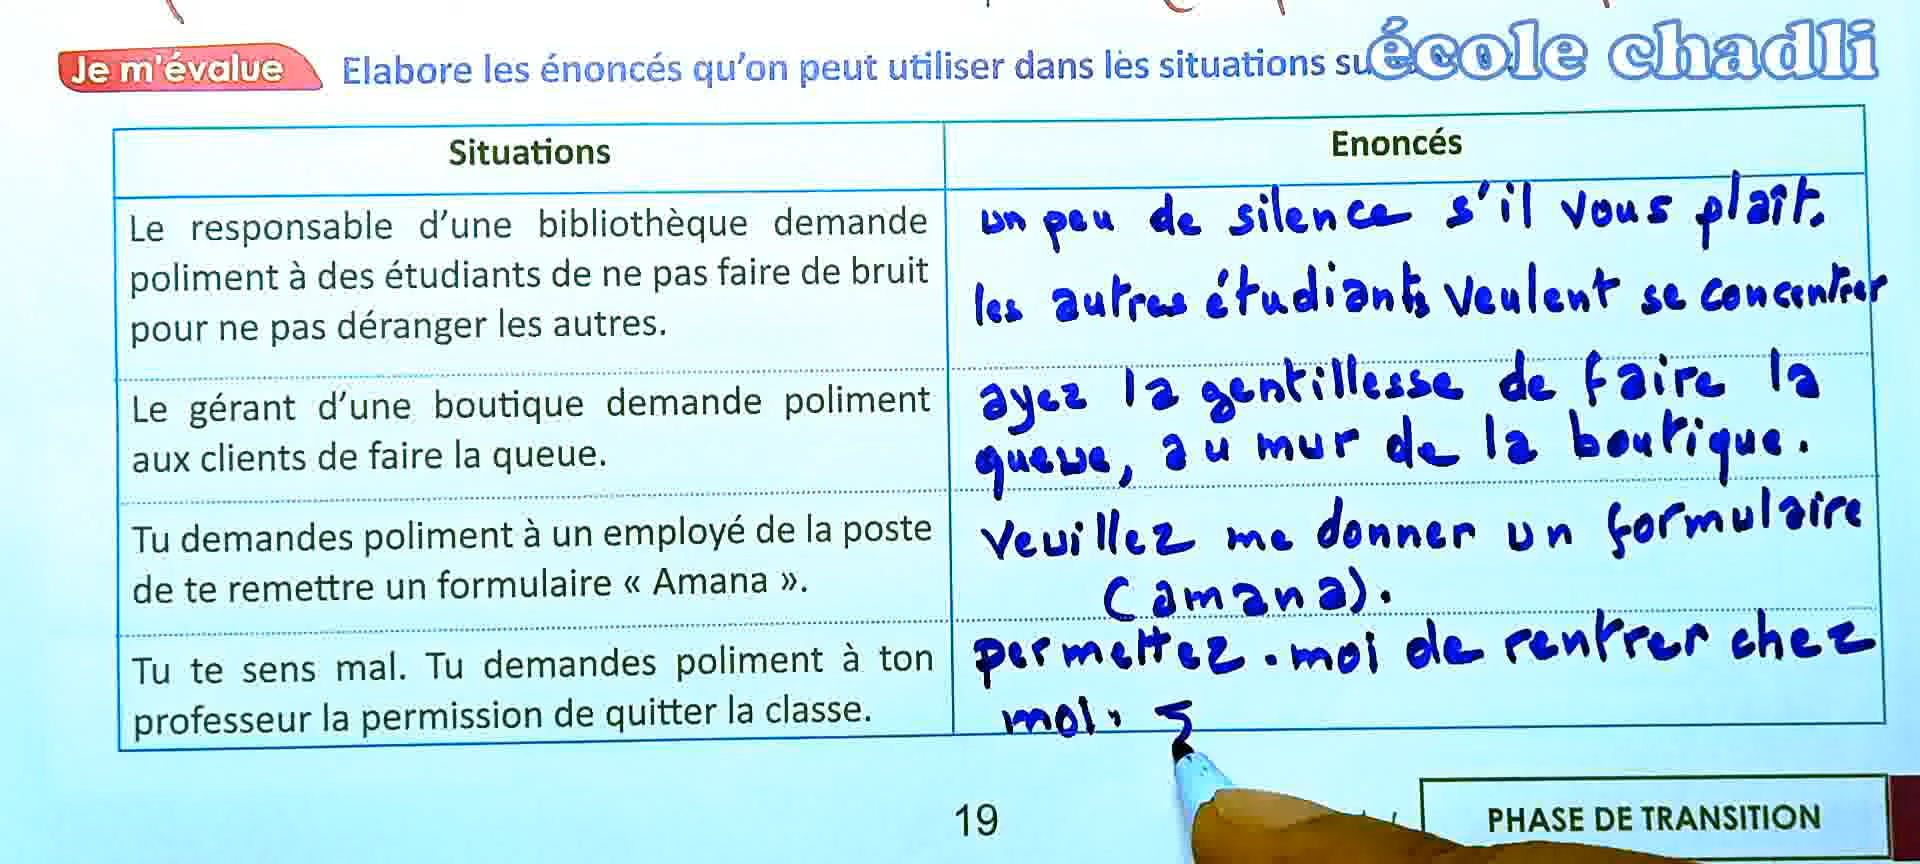 école chadli
Je m'évalue Elabore les énoncés qu'on peut utiliser dans les situations
Situations
Enoncés
Le responsable d'une bibliothèque demande
poliment à des étudiants de ne pas faire de bruit
pour ne pas déranger les autres.
un peu de silence s'il vous plaît.
les autres étudiants veulent se concentrer
Le gérant d'une boutique demande poliment
aux clients de faire la queue.
ayez la gentillesse de faire la
queue, au mur de la boutique.
Tu demandes poliment à un employé de la poste
de te remettre un formulaire « Amana ».
veuillez me donner un formulaire
(amana).
Tu te sens mal. Tu demandes poliment à ton
professeur la permission de quitter la classe.
permettez-moi de rentrer chez
moi,
19
PHASE DE TRANSITION